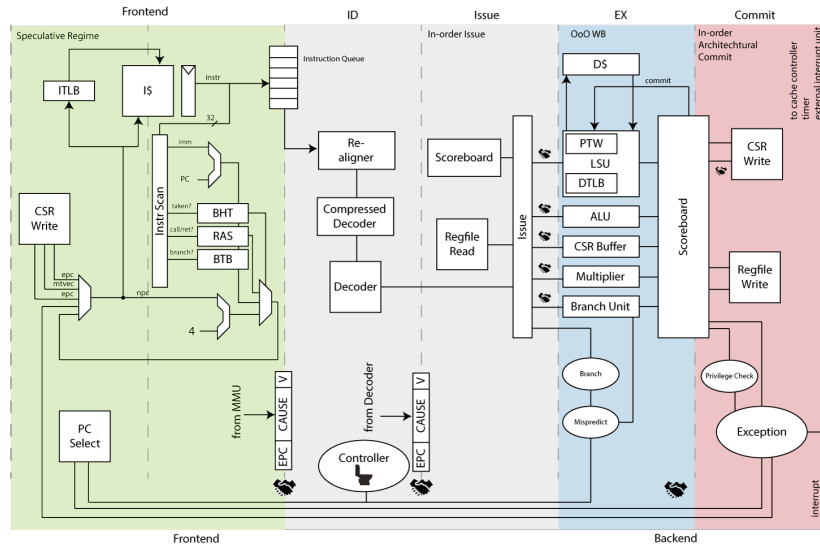 Frontend
ID
Issue
EX
Commit
Speculative Regime
In-order Issue
OoO WB
In-order
Architechtural
Commit
to cache controller
timer
external interrupt unit
ITLB
I$
instr
Instruction Queue
D$
commit
32
Instr Scan
imm
PC
Re-
aligner
Scoreboard
Issue
PTW
LSU
DTLB
Scoreboard
CSR
Write
CSR
Write
taken?
BHT
call/ret?
RAS
branch?
BTB
Compressed
Decoder
Regfile
Read
ALU
CSR Buffer
Multiplier
Branch Unit
Regfile
Write
epc
mtvec
epc
npc
4
Decoder
Branch
Mispredict
Privilege Check
Exception
PC
Select
from MMU
EPC CAUSE V
from Decoder
EPC CAUSE V
Controller
interrupt
Frontend
Backend